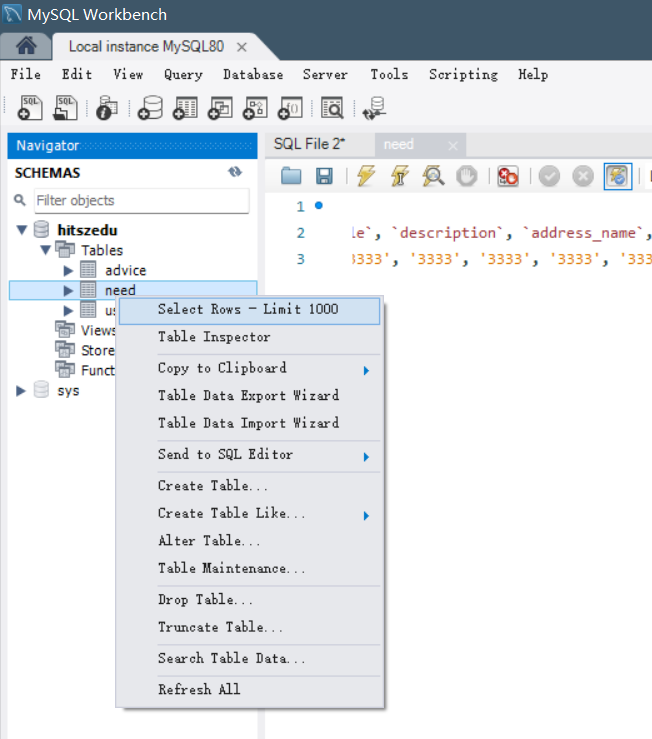 MySQL Workbench
Local instance MySQL80
File Edit View Query Database Server Tools Scripting Help
Navigator
SQL File 2*
need
SCHEMAS
Filter objects
1
hitszedu
2 `, `description`, `address_name`,
Tables
3 3333', '3333', '3333', '3333', '333
advice
need
Select Rows - Limit 1000
Views
Table Inspector
Store
Funct
Copy to Clipboard
sys
Table Data Export Wizard
Table Data Import Wizard
Send to SQL Editor
Create Table...
Create Table Like...
Alter Table...
Table Maintenance...
Drop Table...
Truncate Table...
Search Table Data...
Refresh All